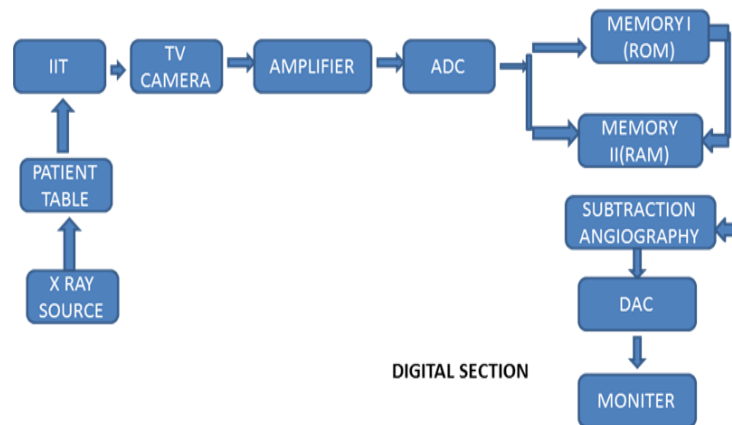 IIT
TV
CAMERA
AMPLIFIER
ADC
MEMORY I
(ROM)
MEMORY
II(RAM)
PATIENT
TABLE
X RAY
SOURCE
SUBTRACTION
ANGIOGRAPHY
DAC
DIGITAL SECTION
MONITER